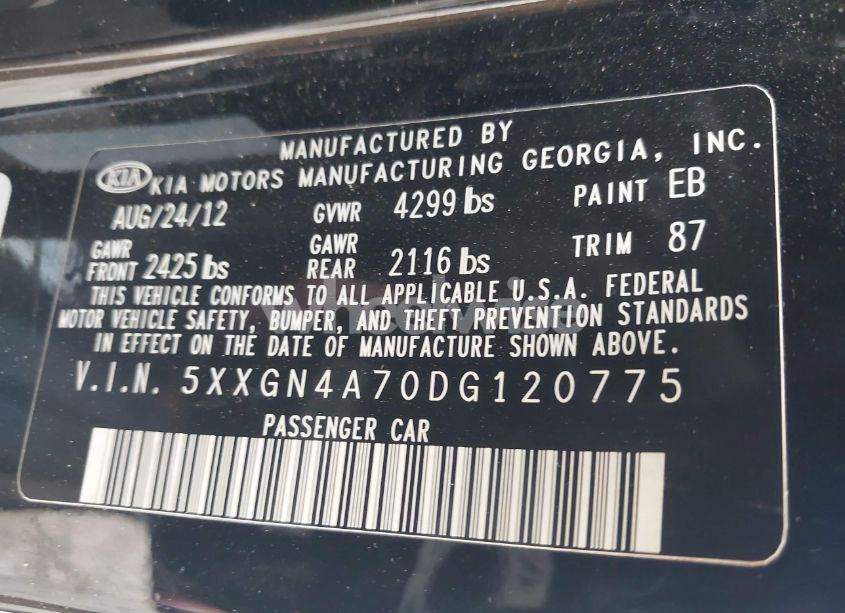 MANUFACTURED BY
KIA KIA MOTORS MANUFACTURING GEORGIA, INC.
AUG/24/12 GVWR 4299 lbs PAINT EB
GAWR FRONT 2425 lbs GAWR REAR 2116 lbs TRIM 87
THIS VEHICLE CONFORMS TO ALL APPLICABLE U.S.A. FEDERAL
MOTOR VEHICLE SAFETY, BUMPER, AND THEFT PREVENTION STANDARDS
IN EFFECT ON THE DATE OF MANUFACTURE SHOWN ABOVE.
V.I.N. 5XXGN4A70DG120775
PASSENGER CAR